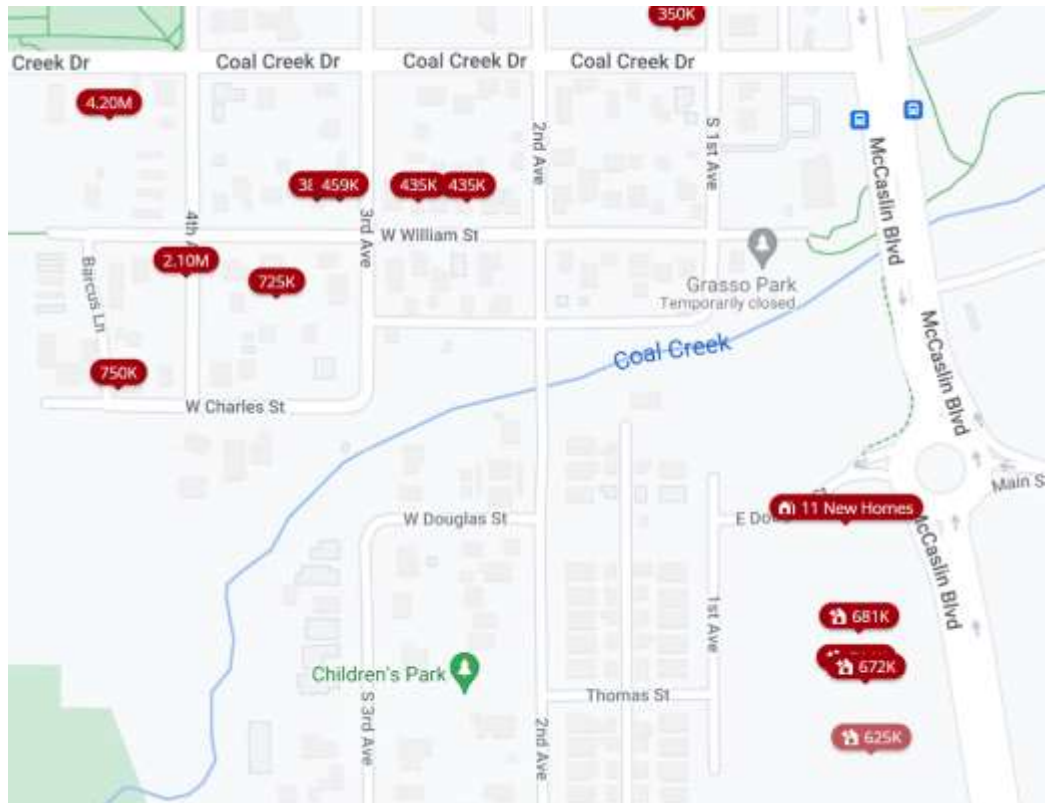 350K
Creek Dr
Coal Creek Dr
Coal Creek Dr
Coal Creek Dr
4.20M
2nd Ave
S 1st Ave
McCaslin Blvd
459K
435K
435K
4th
3rd Ave
W William St
2.10M
725K
Barcus Ln
Grasso Park
Temporarily closed
McCaslin Blvd
Coal Creek
750K
W Charles St
Main S
11 New Homes
W Douglas St
E Doug
McCaslin Blvd
1st Ave
681K
672K
Children's Park
S 3rd Ave
Thomas St
2nd Ave
625K